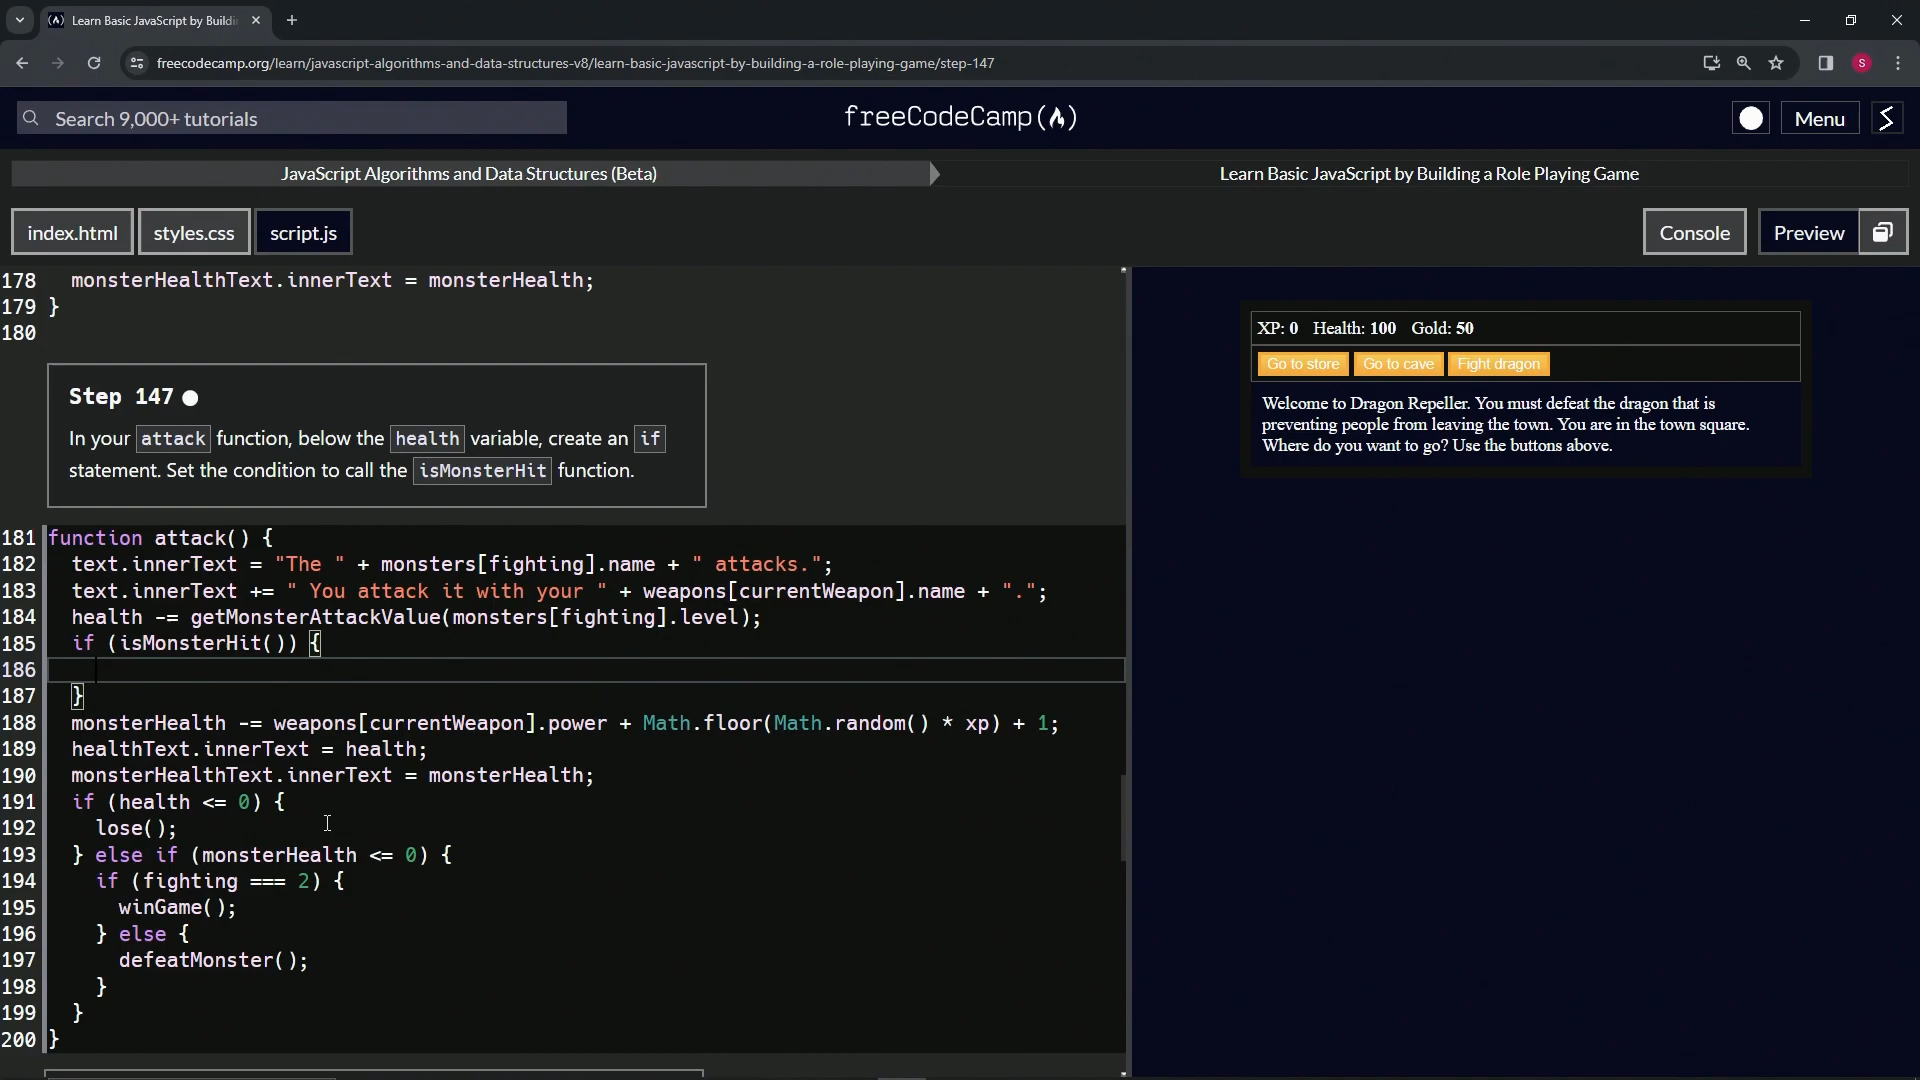 Learn Basic JavaScript by Buildi
freecodecamp.org/learn/javascript-algorithms-and-data-structures-v8/learn-basic-javascript-by-building-a-role-playing-game/step-147
S
Search 9,000+ tutorials
freeCodeCamp
Menu
JavaScript Algorithms and Data Structures (Beta)
Learn Basic JavaScript by Building a Role Playing Game
index.html styles.css script.js
Console Preview
178 monsterHealthText.innerText = monsterHealth;
179 }
180
Step 147
In your attack function, below the health variable, create an if
statement. Set the condition to call the isMonsterHit function.
181 function attack() {
182 text.innerText = "The " + monsters[fighting].name + " attacks.";
183 text.innerText += " You attack it with your " + weapons[currentWeapon].name + ".";
184 health -= getMonsterAttackValue(monsters[fighting].level);
185 if (isMonsterHit()) {
186
187 }
188 monsterHealth -= weapons[currentWeapon].power + Math.floor(Math.random() * xp) + 1;
189 healthText.innerText = health;
190 monsterHealthText.innerText = monsterHealth;
191 if (health <= 0) {
192 lose();
193 } else if (monsterHealth <= 0) {
194 if (fighting === 2) {
195 winGame();
196 } else {
197 defeatMonster();
198 }
199 }
200 }
XP: 0 Health: 100 Gold: 50
Go to store Go to cave Fight dragon
Welcome to Dragon Repeller. You must defeat the dragon that is
preventing people from leaving the town. You are in the town square.
Where do you want to go? Use the buttons above.